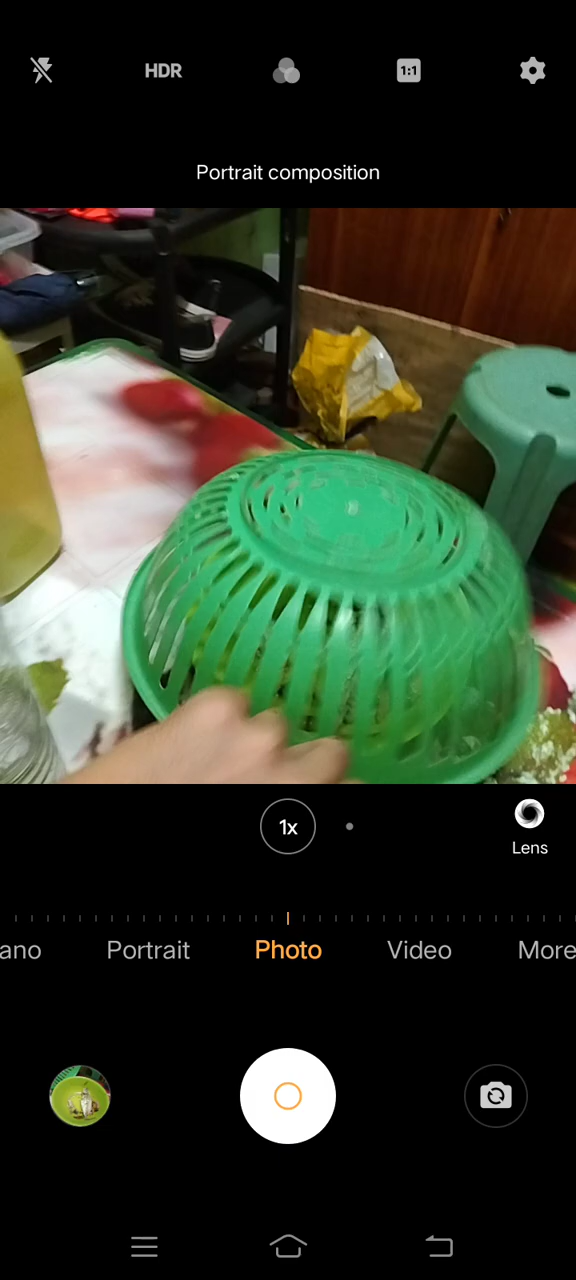 HDR
1:1
Portrait composition
1x
Lens
ano Portrait Photo Video More